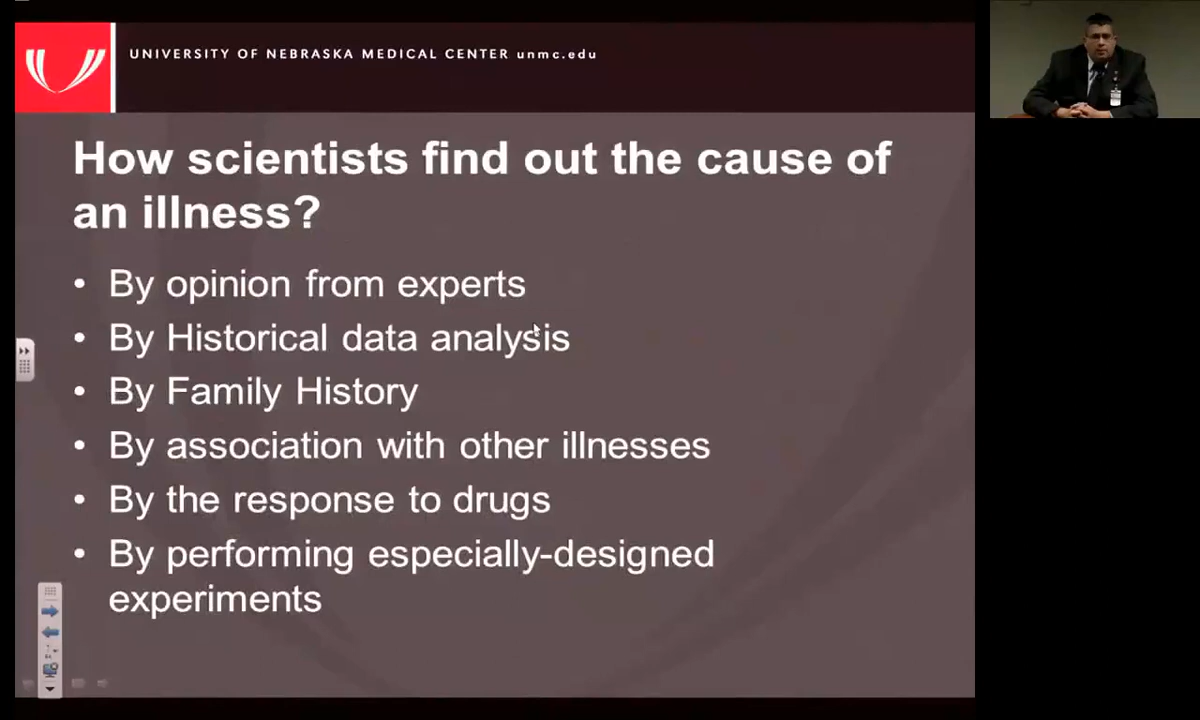 UNIVERSITY OF NEBRASKA MEDICAL CENTER unmc.edu
How scientists find out the cause of
an illness?
• By opinion from experts
• By Historical data analysis
• By Family History
• By association with other illnesses
• By the response to drugs
• By performing especially-designed
experiments